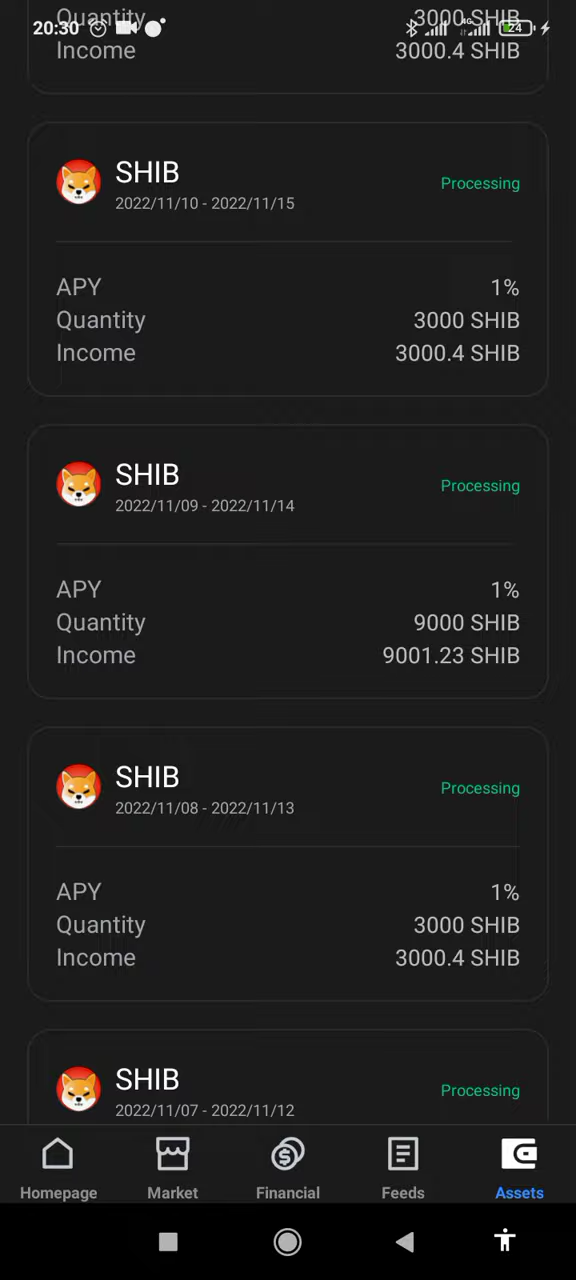 Quantity 3000 SHIB
20:30 4G 24
Income 3000.4 SHIB
SHIB
Processing
2022/11/10 - 2022/11/15
APY 1%
Quantity 3000 SHIB
Income 3000.4 SHIB
SHIB
Processing
2022/11/09 - 2022/11/14
APY 1%
Quantity 9000 SHIB
Income 9001.23 SHIB
SHIB
Processing
2022/11/08 - 2022/11/13
APY 1%
Quantity 3000 SHIB
Income 3000.4 SHIB
SHIB
Processing
2022/11/07 - 2022/11/12
Homepage Market Financial Feeds Assets